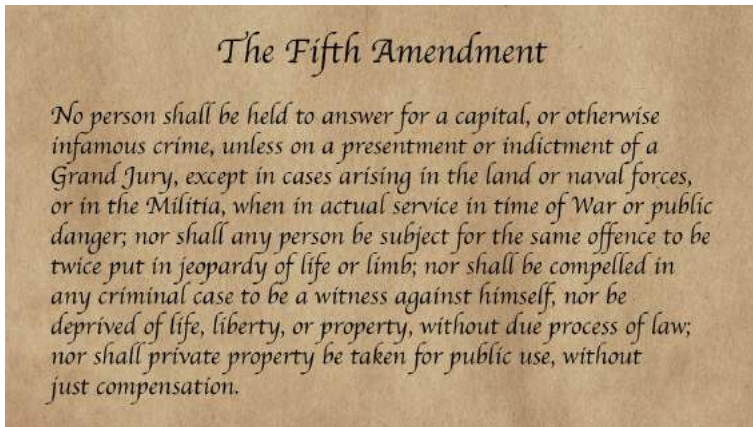 The Fifth Amendment
No person shall be held to answer for a capital, or otherwise
infamous crime, unless on a presentment or indictment of a
Grand Jury, except in cases arising in the land or naval forces,
or in the Militia, when in actual service in time of War or public
danger; nor shall any person be subject for the same offence to be
twice put in jeopardy of life or limb; nor shall be compelled in
any criminal case to be a witness against himself, nor be
deprived of life, liberty, or property, without due process of law;
nor shall private property be taken for public use, without
just compensation.